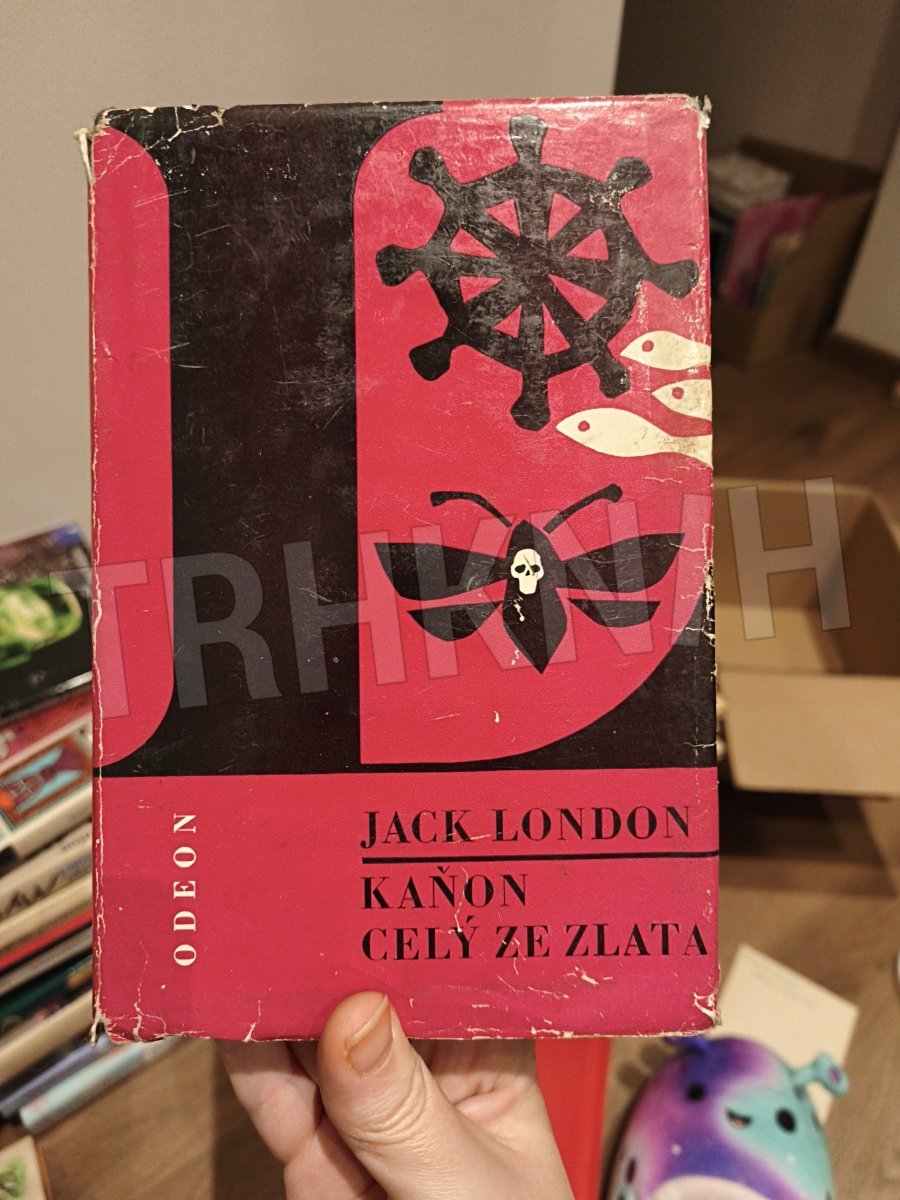 TRHKNIH
ODEON
JACK LONDON
KAŇON
CELÝ ZE ZLATA